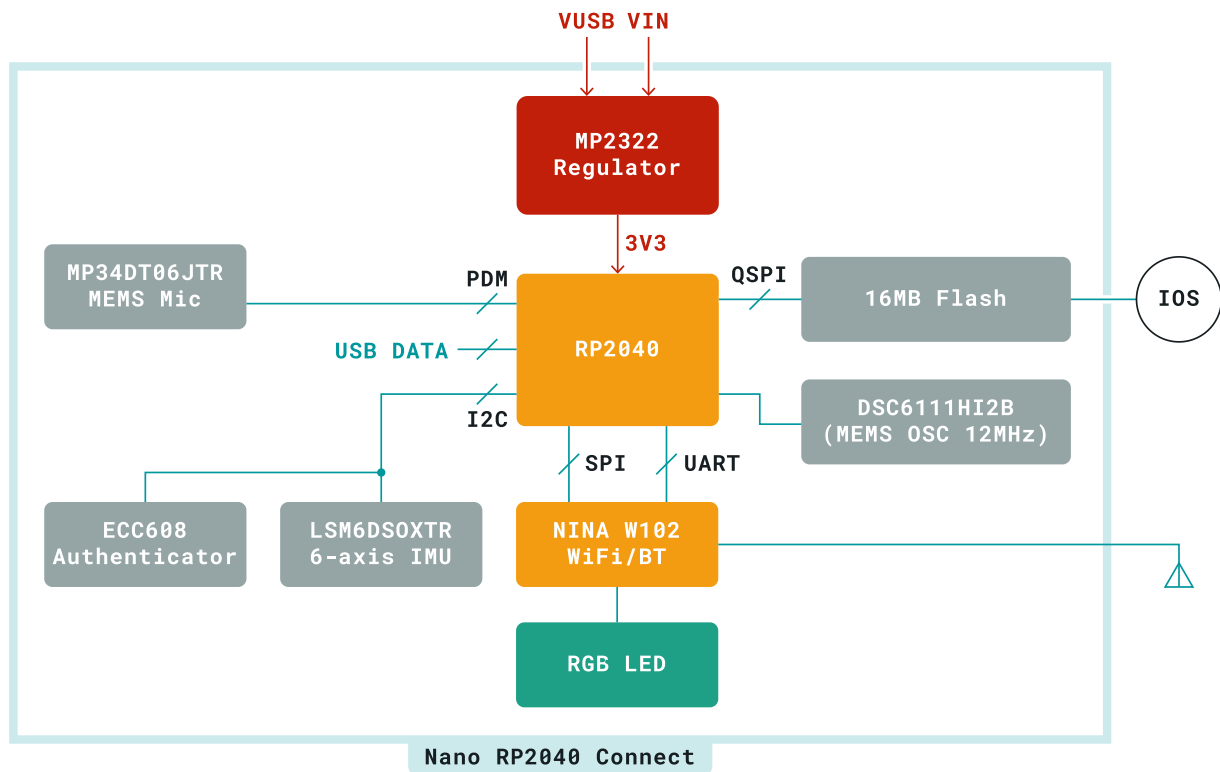 VUSB VIN
MP2322
Regulator
3V3
MP34DT06JTR
MEMS Mic
PDM
QSPI
16MB Flash
IOS
USB DATA
RP2040
I2C
DSC6111HI2B
(MEMS OSC 12MHz)
SPI
UART
ECC608
Authenticator
LSM6DSOXTR
6-axis IMU
NINA W102
WiFi/BT
RGB LED
Nano RP2040 Connect